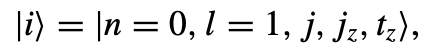 |i⟩ = |n = 0, l = 1, j, j_z, t_z⟩,